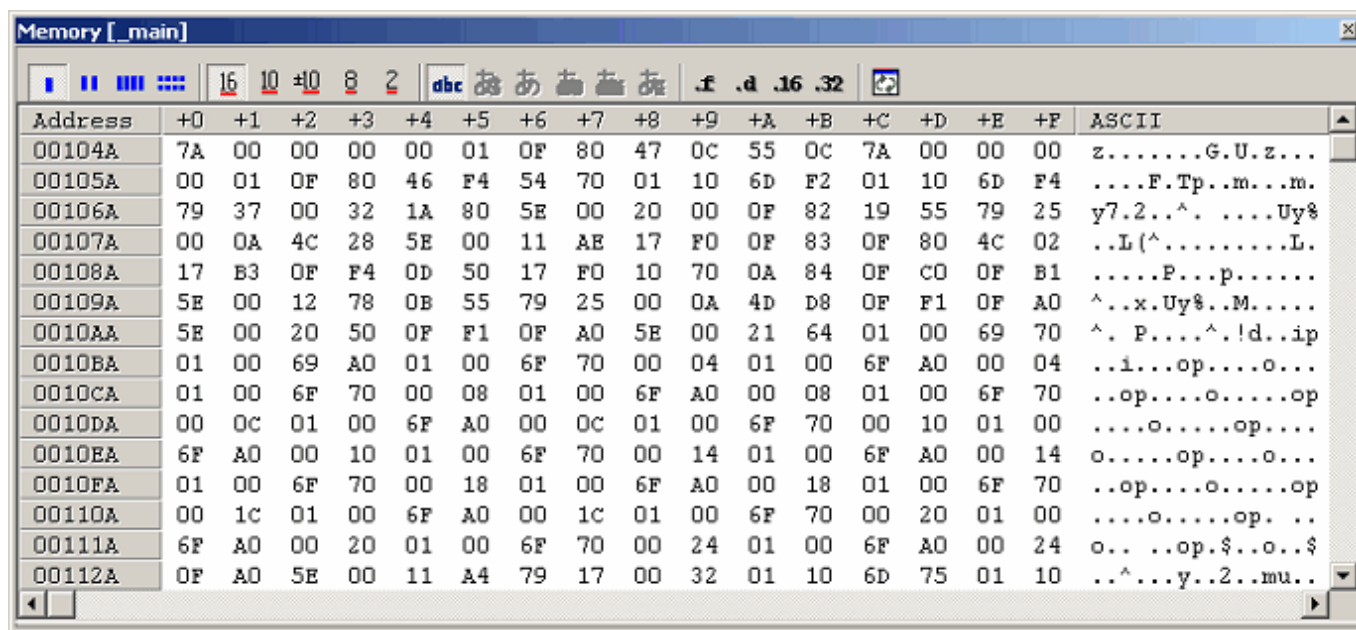 Memory [_main]
16 10 ±10 8 2 abc あ .f .d .16 .32
Address +0 +1 +2 +3 +4 +5 +6 +7 +8 +9 +A +B +C +D +E +F ASCII
00104A 7A 00 00 00 00 01 0F 80 47 0C 55 0C 7A 00 00 00 z.......G.U.z...
00105A 00 01 0F 80 46 F4 54 70 01 10 6D F2 01 10 6D F4 ....F.Tp..m...m.
00106A 79 37 00 32 1A 80 5E 00 20 00 0F 82 19 55 79 25 y7.2..^. ....Uy%
00107A 00 0A 4C 28 5E 00 11 AE 17 F0 0F 83 0F 80 4C 02 ..L(^.........L.
00108A 17 B3 0F F4 0D 50 17 F0 10 70 0A 84 0F C0 0F B1 .....P...p......
00109A 5E 00 12 78 0B 55 79 25 00 0A 4D D8 0F F1 0F A0 ^..x.Uy%..M.....
0010AA 5E 00 20 50 0F F1 0F A0 5E 00 21 64 01 00 69 70 ^. P....^.!d..ip
0010BA 01 00 69 A0 01 00 6F 70 00 04 01 00 6F A0 00 04 ..i...op....o...
0010CA 01 00 6F 70 00 08 01 00 6F A0 00 08 01 00 6F 70 ..op....o.....op
0010DA 00 0C 01 00 6F A0 00 0C 01 00 6F 70 00 10 01 00 ....o.....op....
0010EA 6F A0 00 10 01 00 6F 70 00 14 01 00 6F A0 00 14 o.....op....o...
0010FA 01 00 6F 70 00 18 01 00 6F A0 00 18 01 00 6F 70 ..op....o.....op
00110A 00 1C 01 00 6F A0 00 1C 01 00 6F 70 00 20 01 00 ....o.....op. ..
00111A 6F A0 00 20 01 00 6F 70 00 24 01 00 6F A0 00 24 o.. ..op.$..o..$
00112A 0F A0 5E 00 11 A4 79 17 00 32 01 10 6D 75 01 10 ..^...y..2..mu..